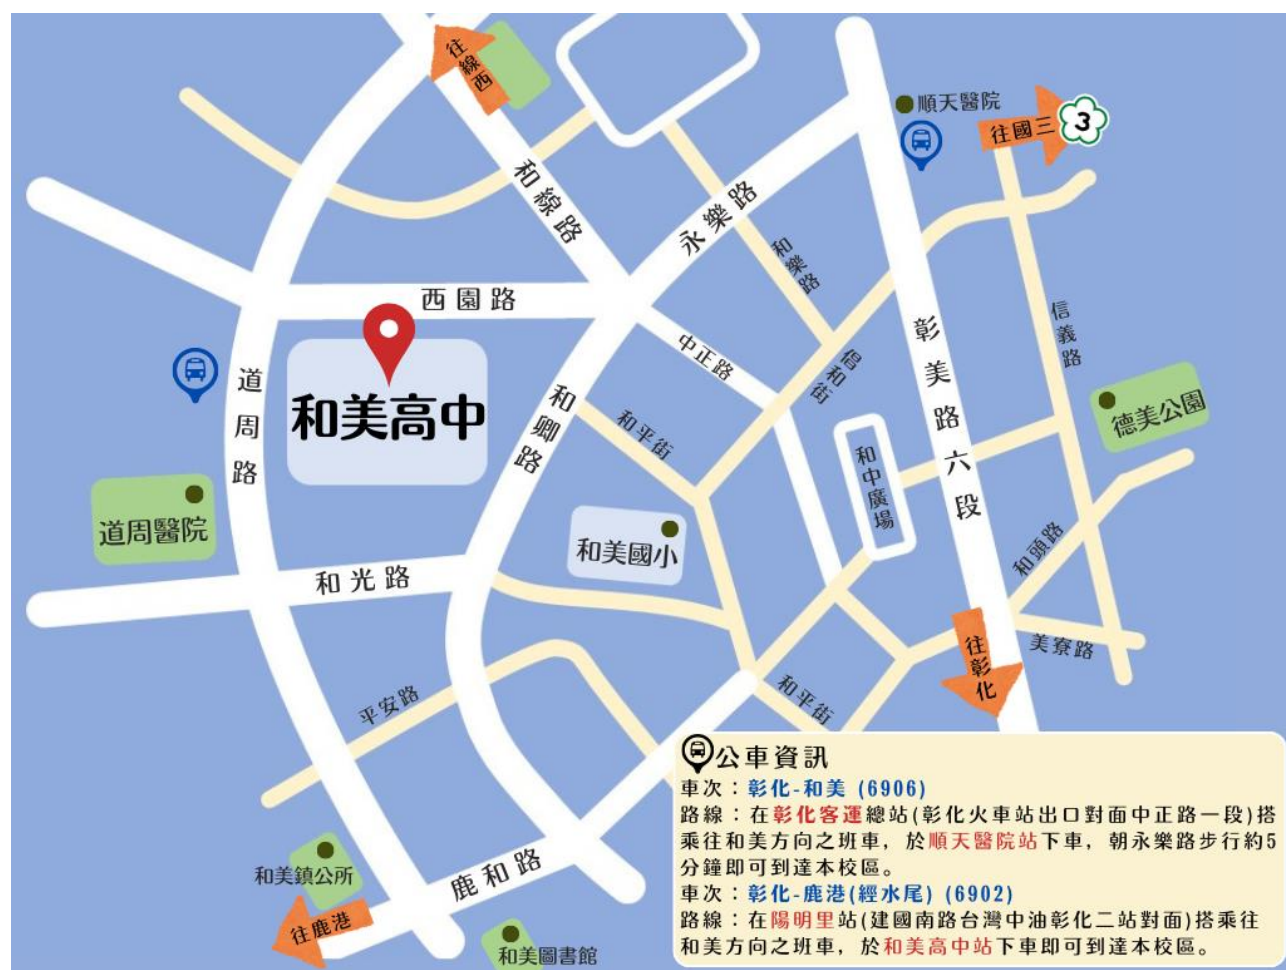 往線西
順天醫院
往國三
3
和線路
永樂路
和樂路
西園路
中正路
倡和街
彰美路六段
信義路
道周路
和美高中
和卿路
和平街
和中廣場
德美公園
道周醫院
和美國小
和光路
和頭路
美寮路
往彰化
平安路
和平街
和美鎮公所
往鹿港
鹿和路
和美圖書館
公車資訊
車次：彰化-和美 (6906)
路線：在彰化客運總站(彰化火車站出口對面中正路一段)搭
乘往和美方向之班車，於順天醫院站下車，朝永樂路步行約5
分鐘即可到達本校區。
車次：彰化-鹿港(經水尾) (6902)
路線：在陽明里站(建國南路台灣中油彰化二站對面)搭乘往
和美方向之班車，於和美高中站下車即可到達本校區。